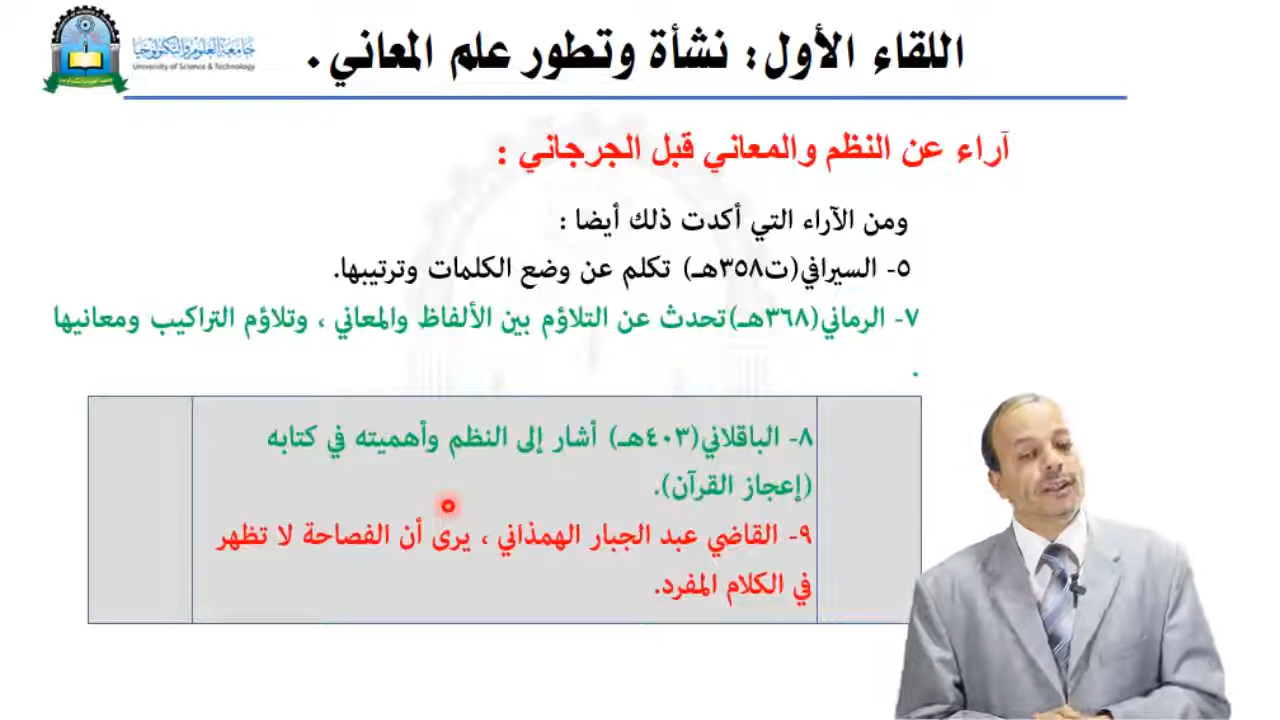 جامعة العلوم والتكنولوجيا
University of Science & Technology
اللقاء الأول: نشأة وتطور علم المعاني.
آراء عن النظم والمعاني قبل الجرجاني :
ومن الآراء التي أكدت ذلك أيضا :
٥- السيرافي(ت٣٥٨هـ) تكلم عن وضع الكلمات وترتيبها.
٧- الرماني(٣٦٨هـ)تحدث عن التلاؤم بين الألفاظ والمعاني ، وتلاؤم التراكيب ومعانيها
.
٨- الباقلاني(٤٠٣هـ) أشار إلى النظم وأهميته في كتابه
(إعجاز القرآن).
٩- القاضي عبد الجبار الهمذاني ، يرى أن الفصاحة لا تظهر
في الكلام المفرد.